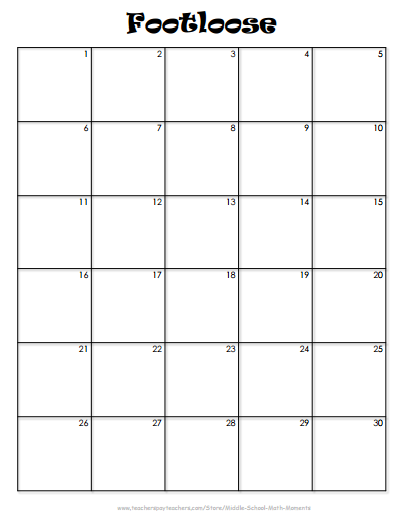 Footloose
1 2 3 4 5
6 7 8 9 10
11 12 13 14 15
16 17 18 19 20
21 22 23 24 25
26 27 28 29 30
www.teacherspayteachers.com/Store/Middle-School-Math-Moments